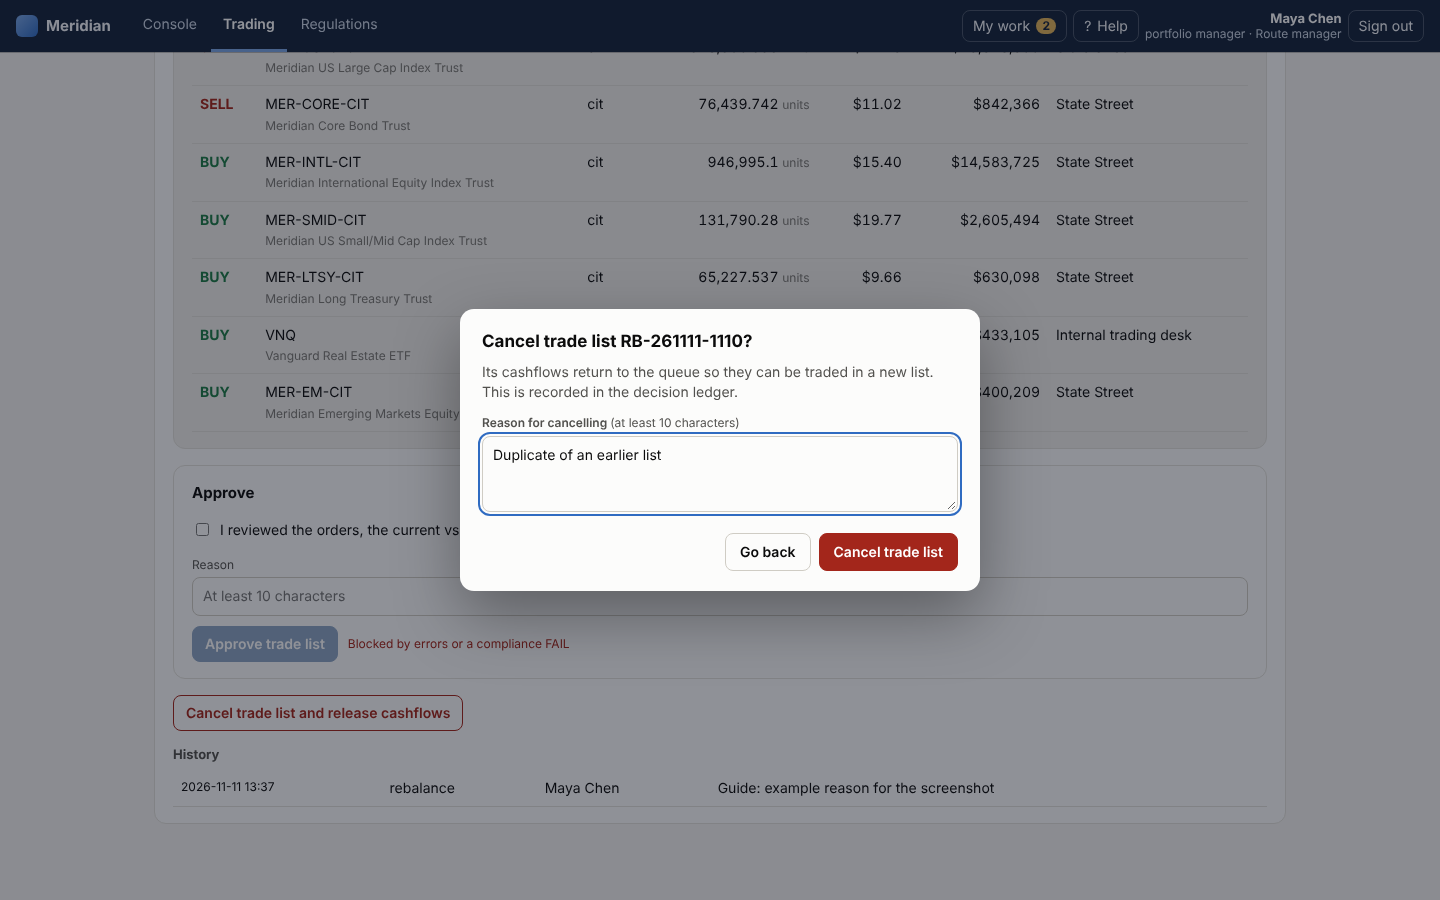 Meridian Console Trading Regulations My work 2 ? Help Maya Chen Sign out
portfolio manager · Route manager
Meridian US Large Cap Index Trust
SELL MER-CORE-CIT cit 76,439.742 units $11.02 $842,366 State Street
Meridian Core Bond Trust
BUY MER-INTL-CIT cit 946,995.1 units $15.40 $14,583,725 State Street
Meridian International Equity Index Trust
BUY MER-SMID-CIT cit 131,790.28 units $19.77 $2,605,494 State Street
Meridian US Small/Mid Cap Index Trust
BUY MER-LTSY-CIT cit 65,227.537 units $9.66 $630,098 State Street
Meridian Long Treasury Trust
BUY VNQ $433,105 Internal trading desk
Vanguard Real Estate ETF
BUY MER-EM-CIT $400,209 State Street
Meridian Emerging Markets Equity
Cancel trade list RB-261111-1110?
Its cashflows return to the queue so they can be traded in a new list.
This is recorded in the decision ledger.
Reason for cancelling (at least 10 characters)
Duplicate of an earlier list
Go back Cancel trade list
Approve
I reviewed the orders, the current vs
Reason
At least 10 characters
Approve trade list Blocked by errors or a compliance FAIL
Cancel trade list and release cashflows
History
2026-11-11 13:37 rebalance Maya Chen Guide: example reason for the screenshot